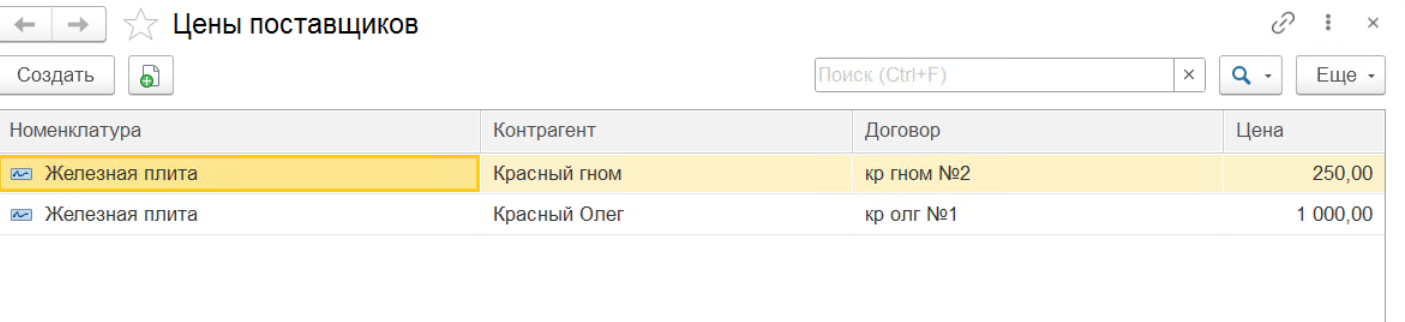 Цены поставщиков
Создать Поиск (Ctrl+F) Еще
Номенклатура Контрагент Договор Цена
Железная плита Красный гном кр гном №2 250,00
Железная плита Красный Олег кр олг №1 1 000,00